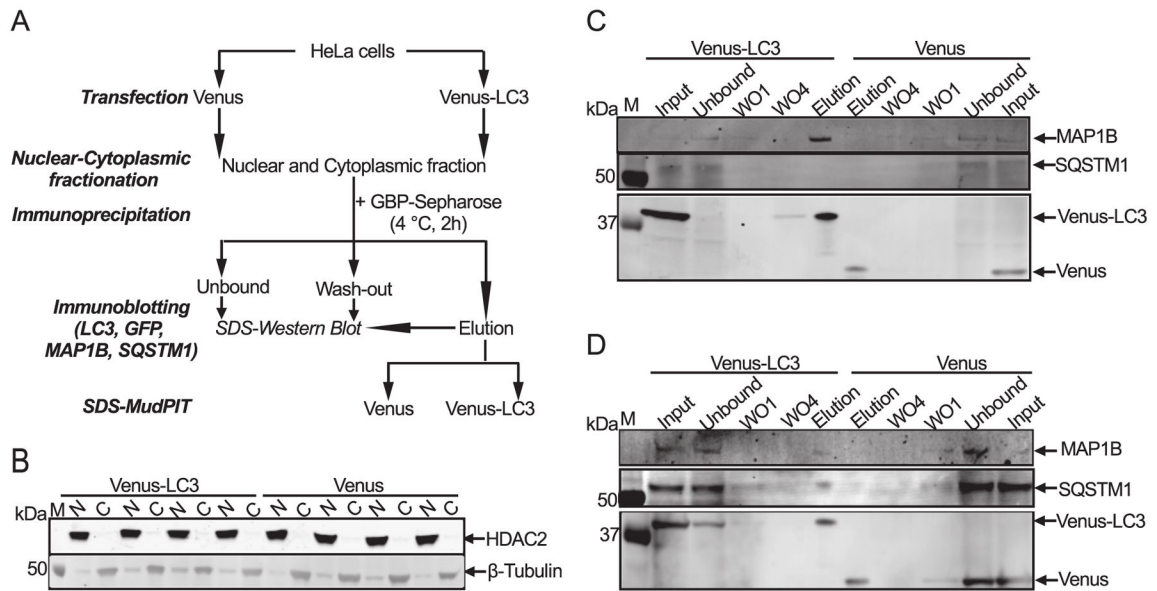 A
HeLa cells
Transfection Venus Venus-LC3
Nuclear-Cytoplasmic
fractionation
Nuclear and Cytoplasmic fraction
Immunoprecipitation
+ GBP-Sepharose
(4 °C, 2h)
Unbound Wash-out
Immunoblotting
(LC3, GFP,
MAP1B, SQSTM1)
SDS-Western Blot Elution
SDS-MudPIT Venus Venus-LC3
B
Venus-LC3 Venus
M N C N C N C N C N C N C N C N C
kDa
HDAC2
50 β-Tubulin
C
Venus-LC3 Venus
kDa M Input Unbound WO1 WO4 Elution Elution WO4 WO1 Unbound Input
MAP1B
SQSTM1
50
37 Venus-LC3
Venus
D
Venus-LC3 Venus
kDa M Input Unbound WO1 WO4 Elution Elution WO4 WO1 Unbound Input
MAP1B
50 SQSTM1
37 Venus-LC3
Venus